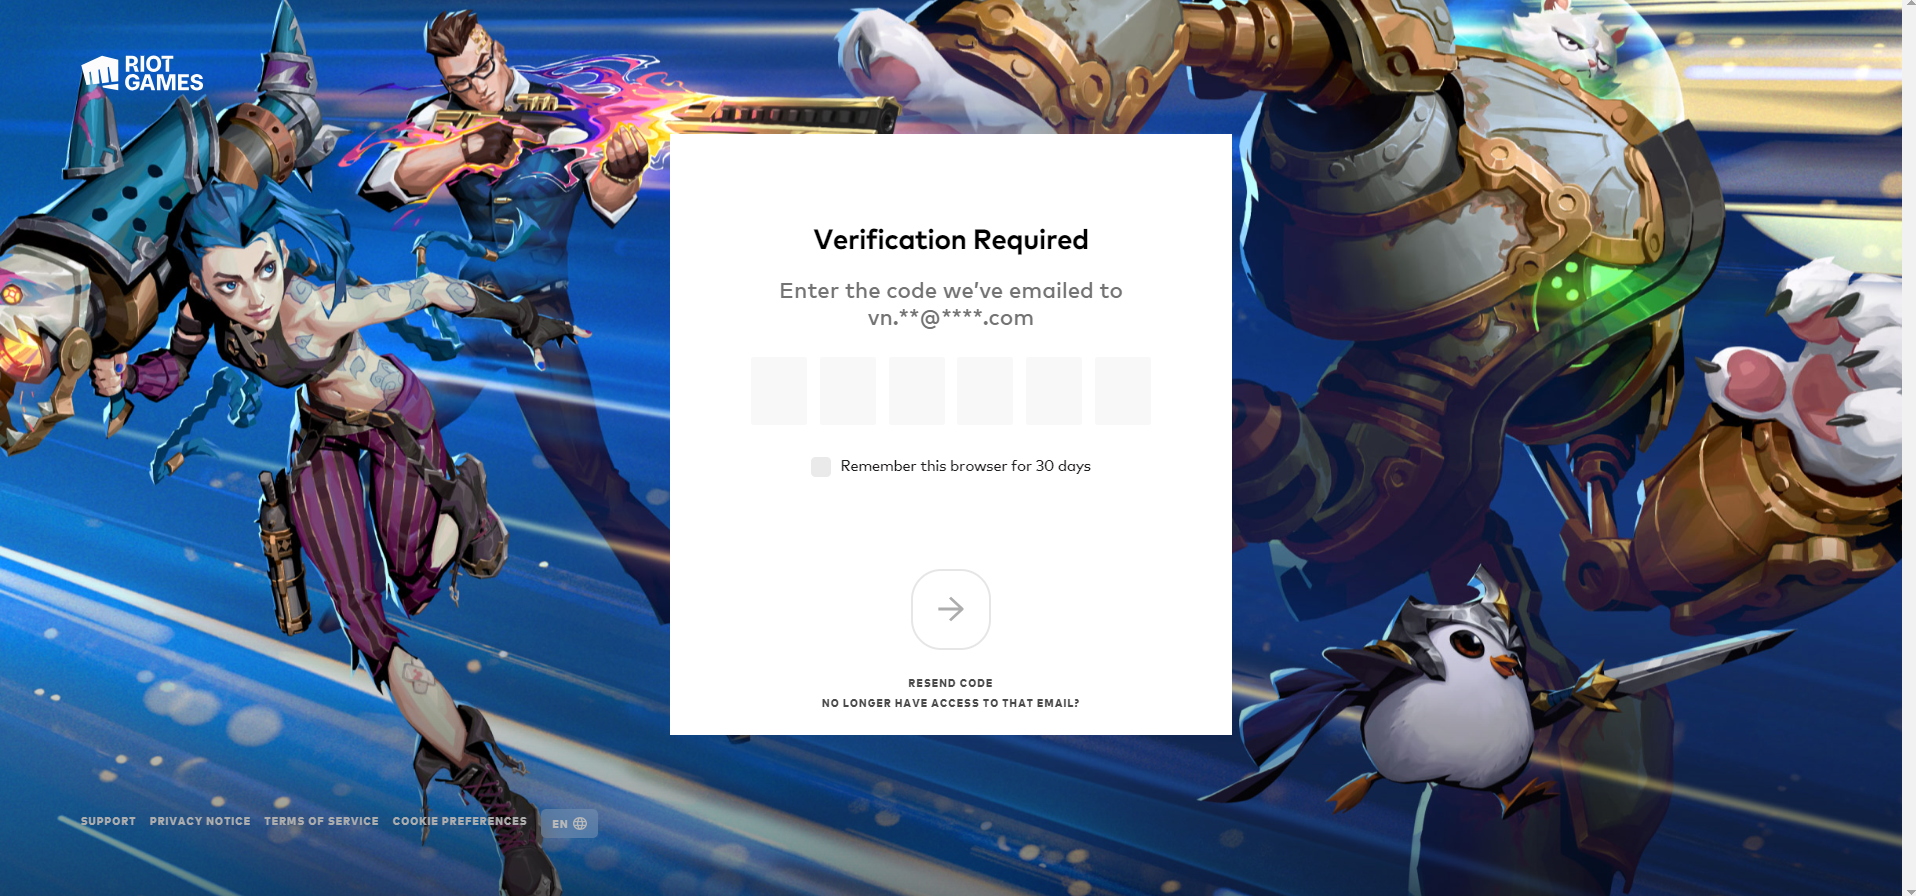 RIOT
GAMES
Verification Required
Enter the code we've emailed to
vn.**@****.com
Remember this browser for 30 days
RESEND CODE
NO LONGER HAVE ACCESS TO THAT EMAIL?
SUPPORT PRIVACY NOTICE TERMS OF SERVICE COOKIE PREFERENCES EN